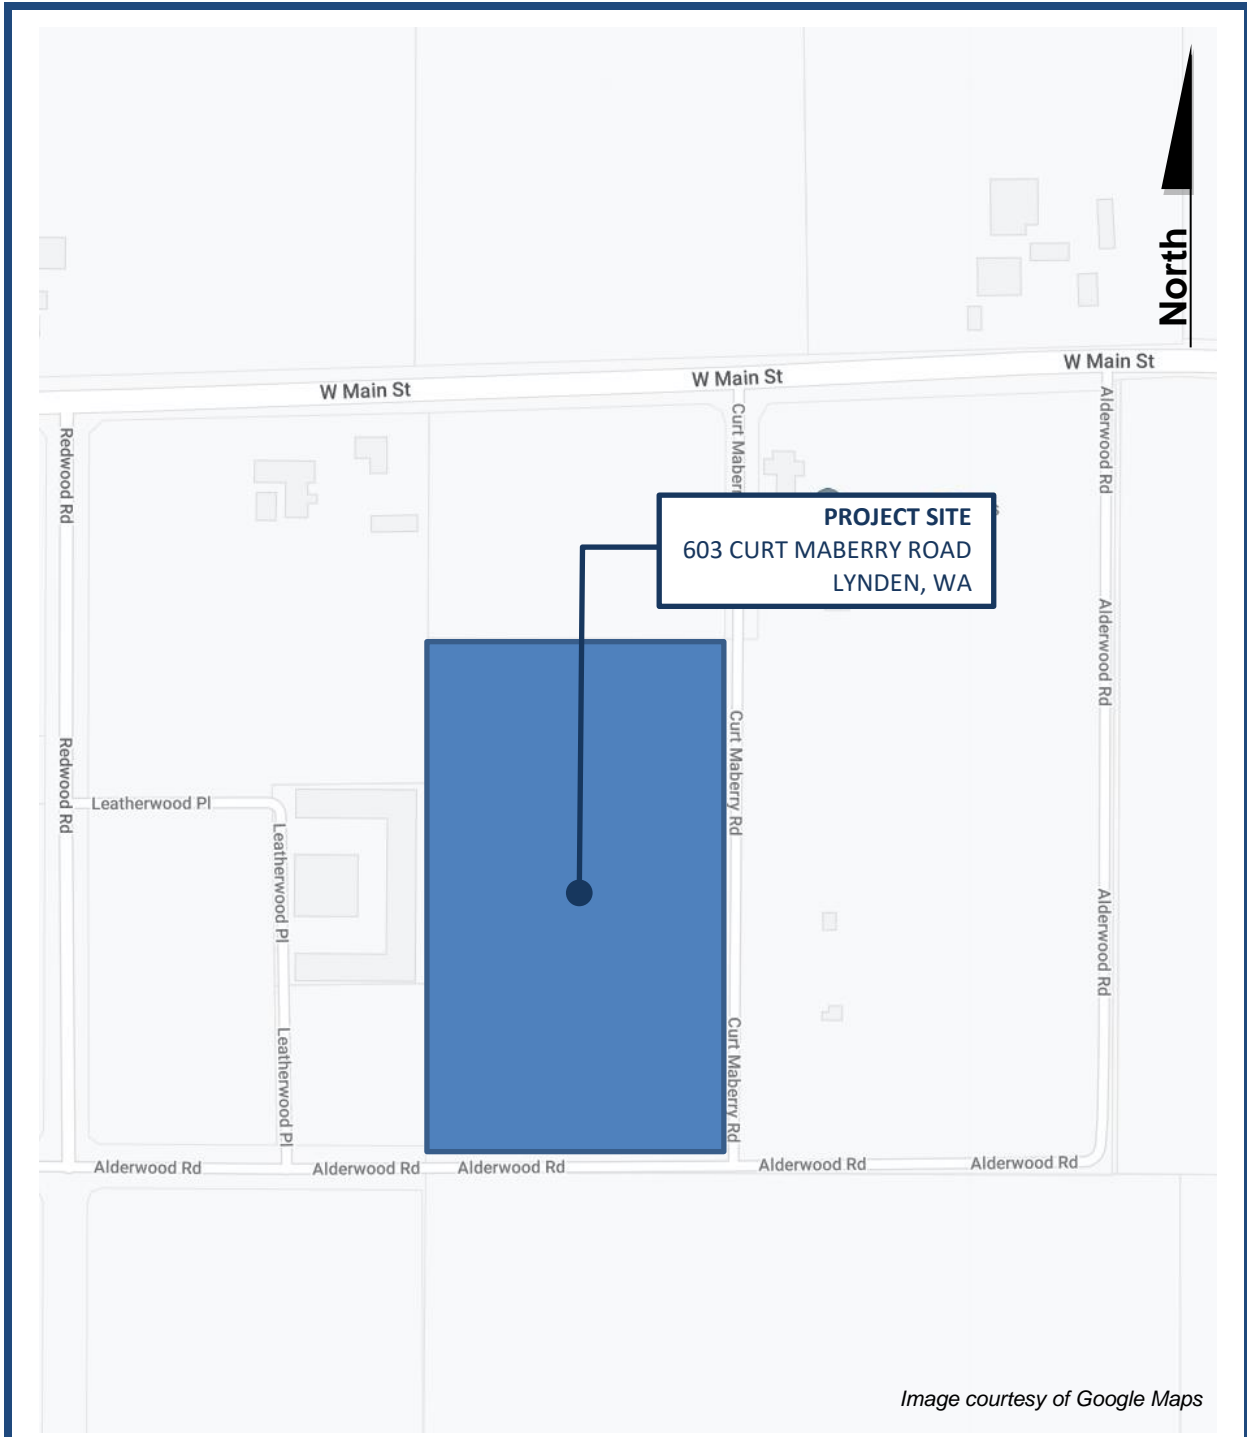 North
W Main St
W Main St
W Main St
Redwood Rd
Curt Maberr
Alderwood Rd
PROJECT SITE
603 CURT MABERRY ROAD
LYNDEN, WA
Alderwood Rd
Redwood Rd
Curt Maberry Rd
Leatherwood Pl
Leatherwood Pl
Alderwood Rd
Leatherwood Pl
Curt Maberry Rd
Alderwood Rd
Alderwood Rd
Alderwood Rd
Alderwood Rd
Alderwood Rd
Image courtesy of Google Maps